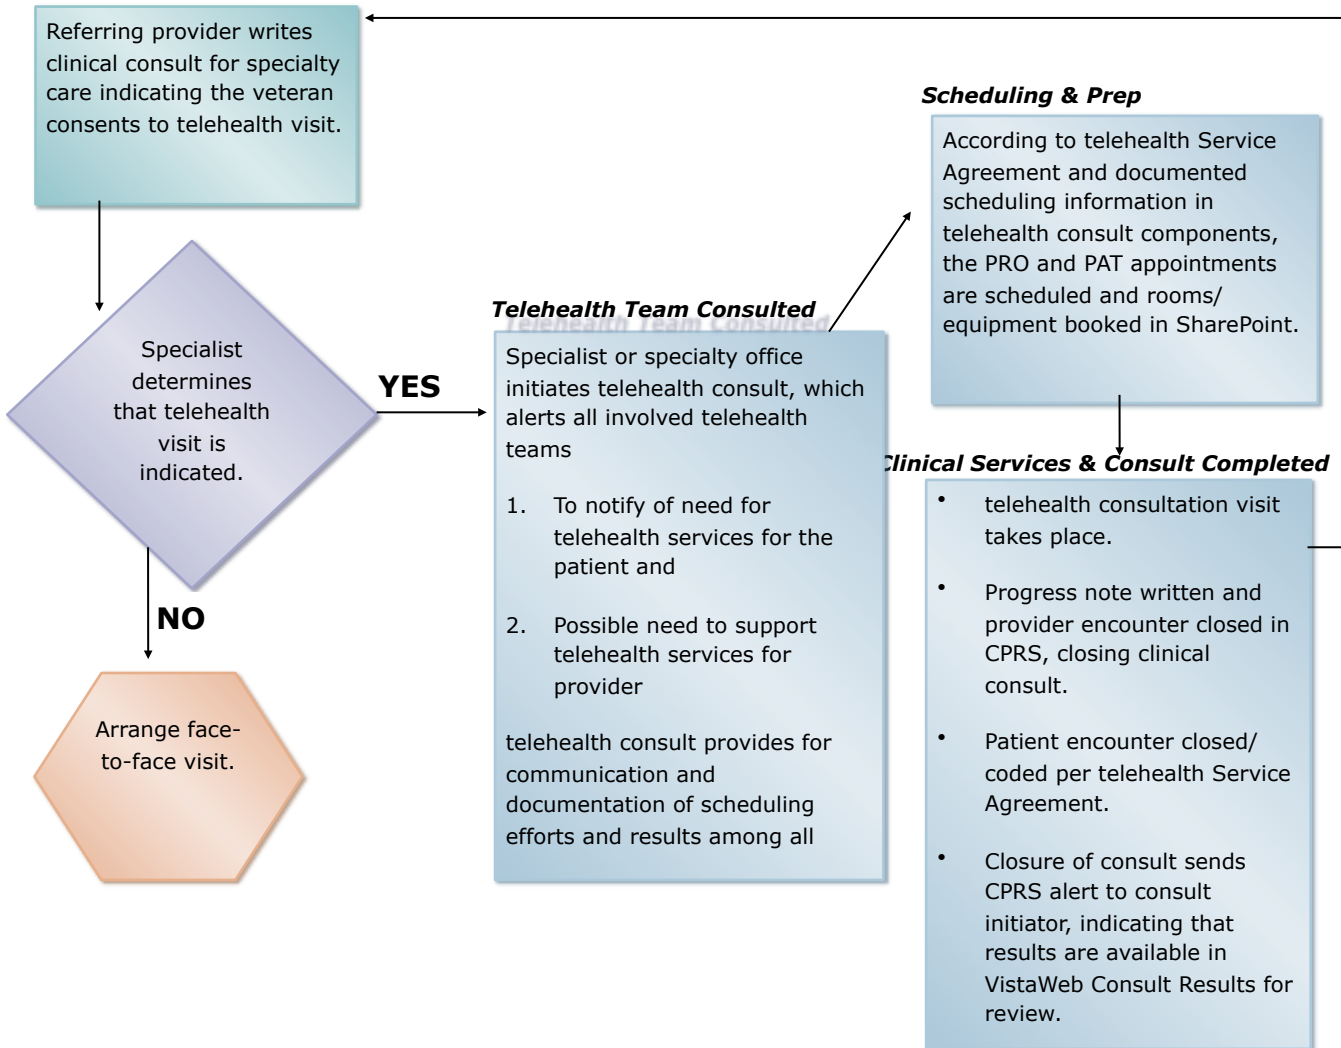 Referring provider writes
clinical consult for specialty
care indicating the veteran
consents to telehealth visit.
Specialist
determines
that telehealth
visit is
indicated.
YES
NO
Arrange face-
to-face visit.
Telehealth Team Consulted
Specialist or specialty office
initiates telehealth consult, which
alerts all involved telehealth
teams
1. To notify of need for
telehealth services for the
patient and
2. Possible need to support
telehealth services for
provider
telehealth consult provides for
communication and
documentation of scheduling
efforts and results among all
Scheduling & Prep
According to telehealth Service
Agreement and documented
scheduling information in
telehealth consult components,
the PRO and PAT appointments
are scheduled and rooms/
equipment booked in SharePoint.
Clinical Services & Consult Completed
• telehealth consultation visit
takes place.
• Progress note written and
provider encounter closed in
CPRS, closing clinical
consult.
• Patient encounter closed/
coded per telehealth Service
Agreement.
• Closure of consult sends
CPRS alert to consult
initiator, indicating that
results are available in
VistaWeb Consult Results for
review.